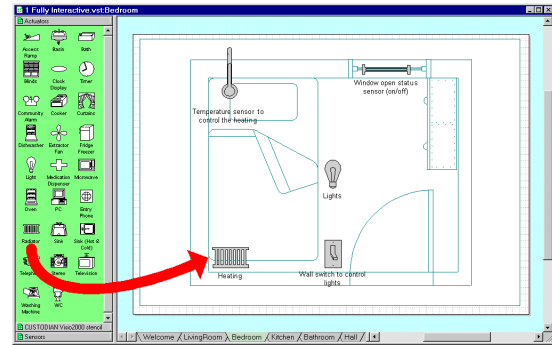 1 Fully Interactive.vst:Bedroom
Actuators
Access Ramp
Basin
Bath
Blinds
Clock Display
Timer
Community Alarm
Cooker
Curtains
Dishwasher
Extractor Fan
Fridge Freezer
Light
Medication Dispenser
Microwave
Oven
PC
Entry Phone
Radiator
Sink
Sink (Hot & Cold)
Telephone
Stereo
Television
Washing Machine
WC
CUSTODIAN Visio2000 stencil
Sensors
Temperature sensor to
control the heating
Window open status
sensor (on/off)
Lights
Heating
Wall switch to control
lights
Welcome / LivingRoom / Bedroom / Kitchen / Bathroom / Hall /